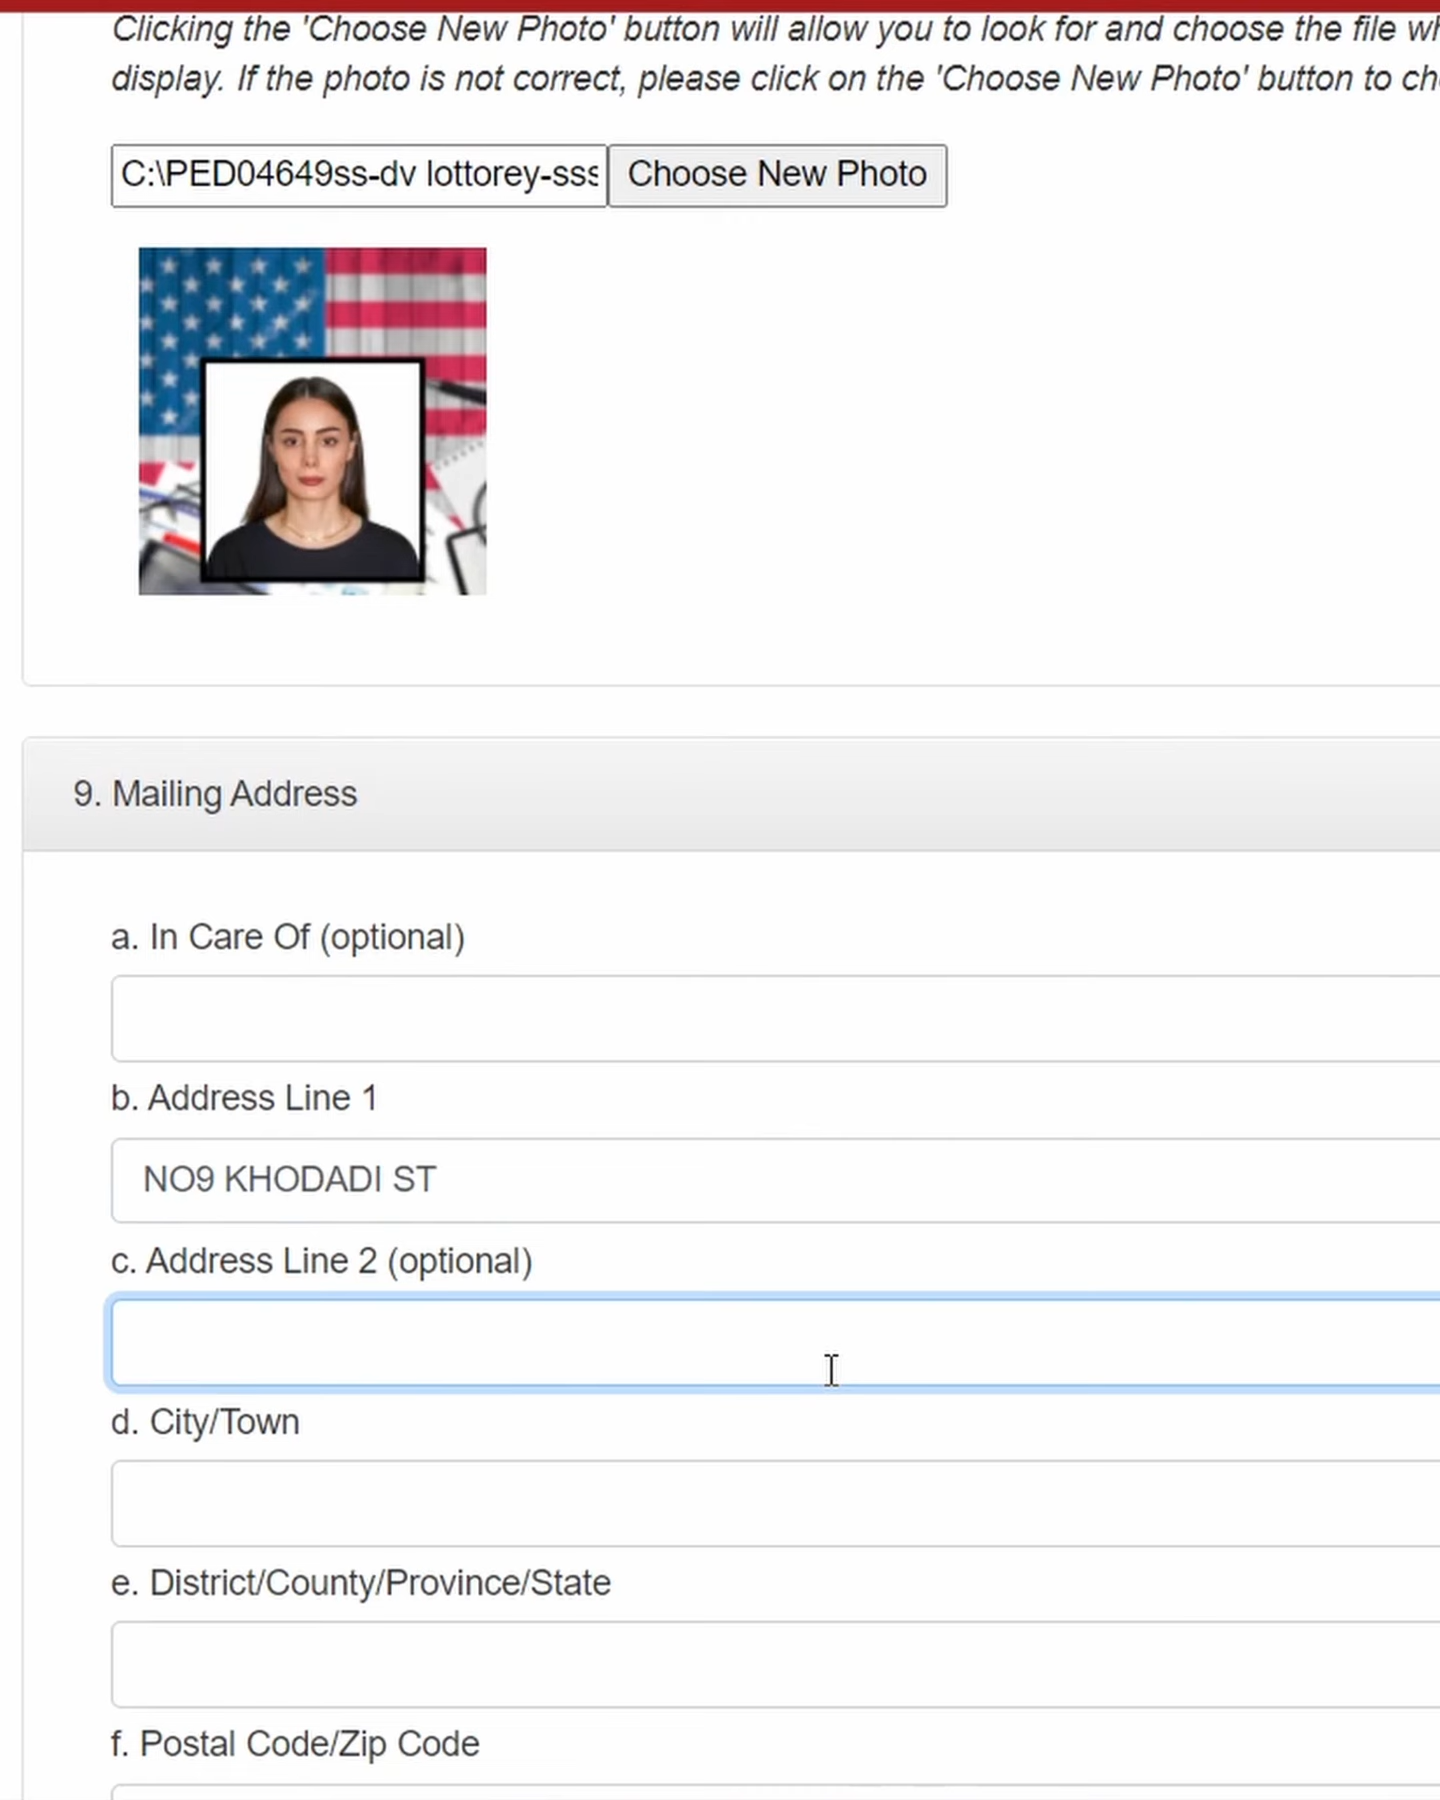 Clicking the 'Choose New Photo' button will allow you to look for and choose the file
display. If the photo is not correct, please click on the 'Choose New Photo' button to
C:\PED04649ss-dv lottorey-sss Choose New Photo
9. Mailing Address
a. In Care Of (optional)
b. Address Line 1
NO9 KHODADI ST
c. Address Line 2 (optional)
d. City/Town
e. District/County/Province/State
f. Postal Code/Zip Code